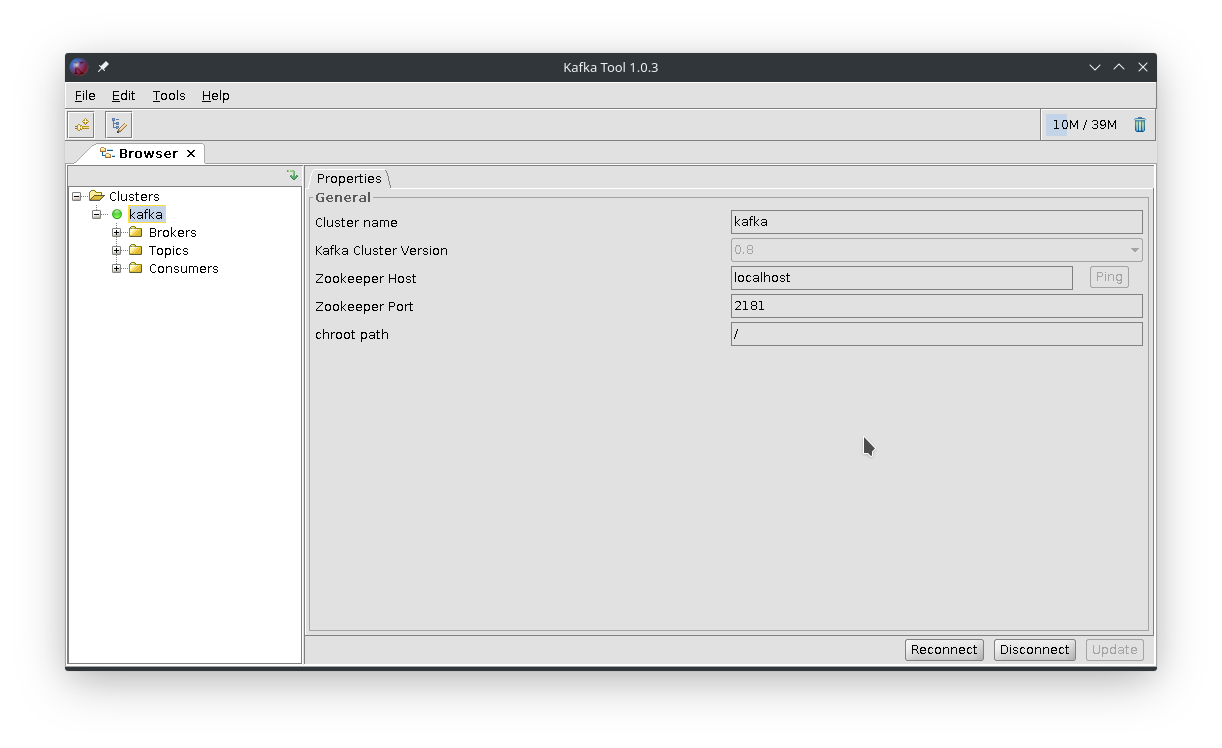 Kafka Tool 1.0.3
File Edit Tools Help
10M / 39M
Browser
Clusters
kafka
Brokers
Topics
Consumers
Properties
General
Cluster name kafka
Kafka Cluster Version 0.8
Zookeeper Host localhost Ping
Zookeeper Port 2181
chroot path /
Reconnect Disconnect Update